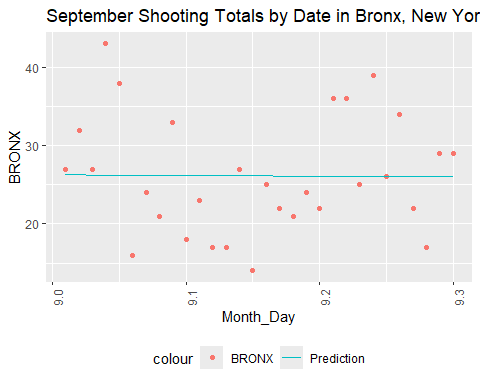 September Shooting Totals by Date in Bronx, New Yor
40
30
20
BRONX
9.0
9.1
9.2
9.3
Month_Day
colour
BRONX
Prediction